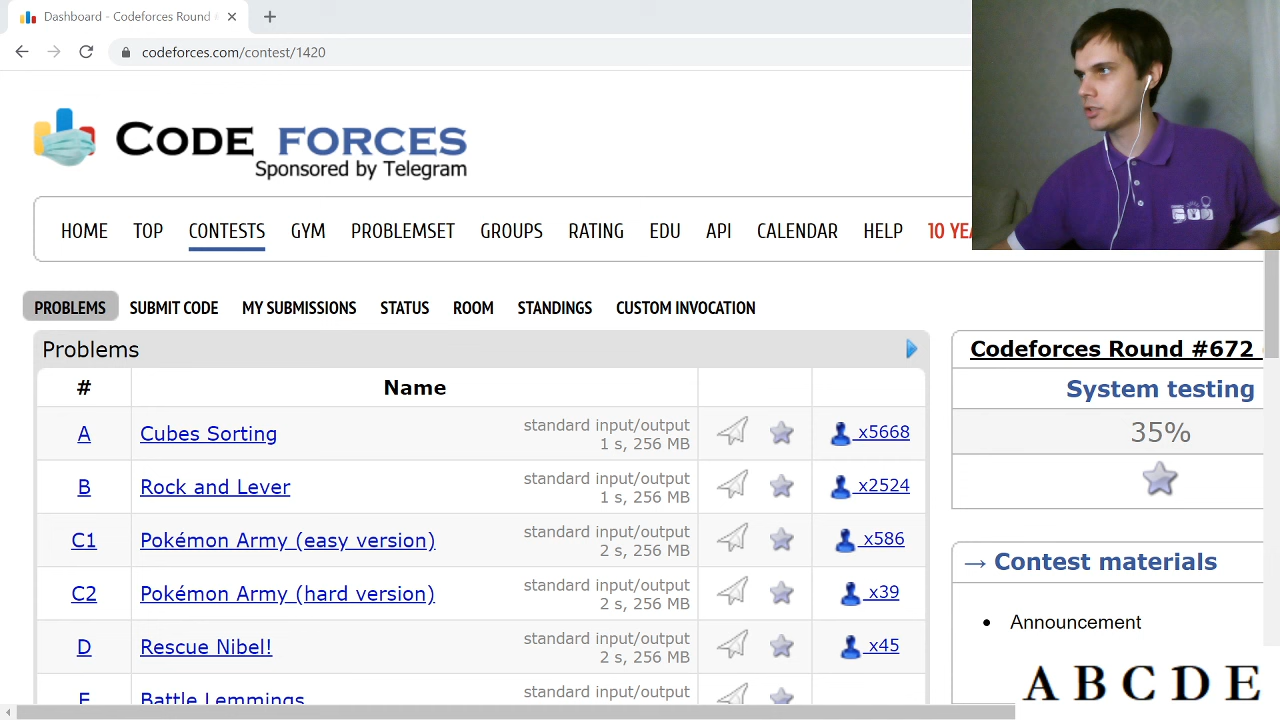 Dashboard - Codeforces Round
codeforces.com/contest/1420
CODE FORCES
Sponsored by Telegram
HOME TOP CONTESTS GYM PROBLEMSET GROUPS RATING EDU API CALENDAR HELP 10
PROBLEMS SUBMIT CODE MY SUBMISSIONS STATUS ROOM STANDINGS CUSTOM INVOCATION
Problems
# Name
A Cubes Sorting standard input/output 1 s, 256 MB x5668
B Rock and Lever standard input/output 1 s, 256 MB x2524
C1 Pokémon Army (easy version) standard input/output 2 s, 256 MB x586
C2 Pokémon Army (hard version) standard input/output 2 s, 256 MB x39
D Rescue Nibel! standard input/output 2 s, 256 MB x45
E Battle Lemmings standard input/output
Codeforces Round #672
System testing
35%
→ Contest materials
Announcement
A B C D E